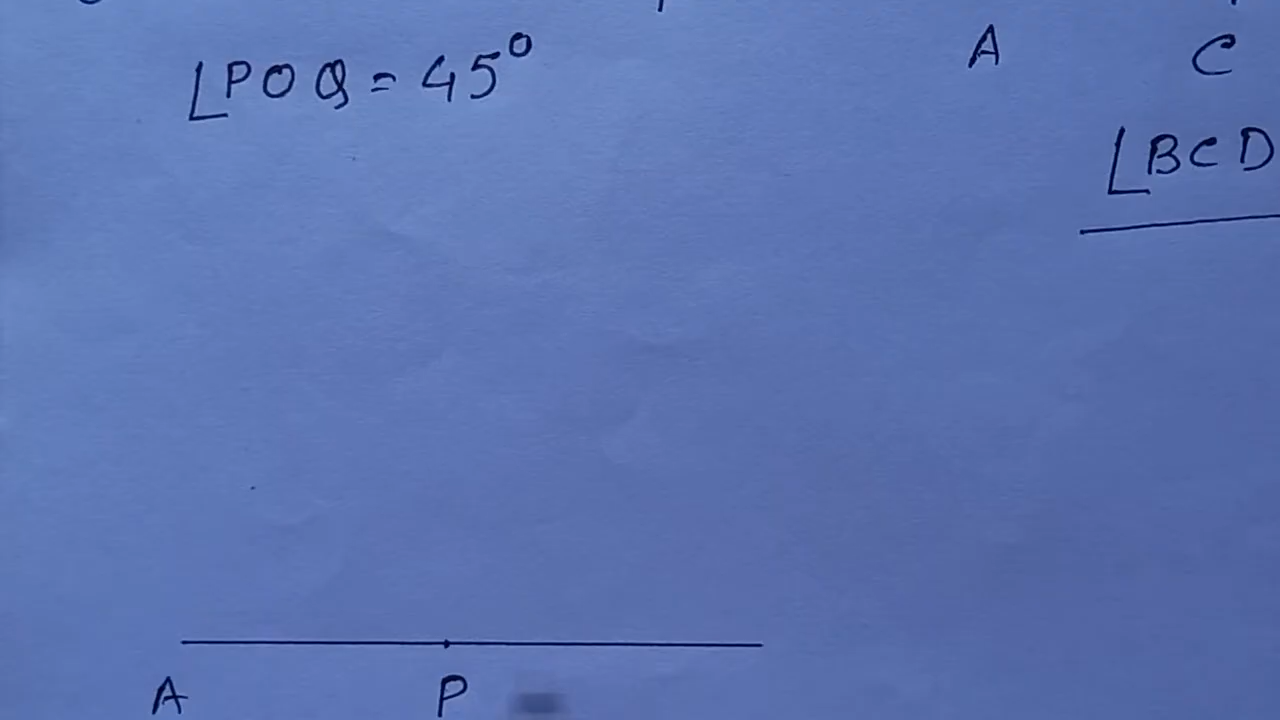 ∠POQ = 45°
A C
∠BCD
A P